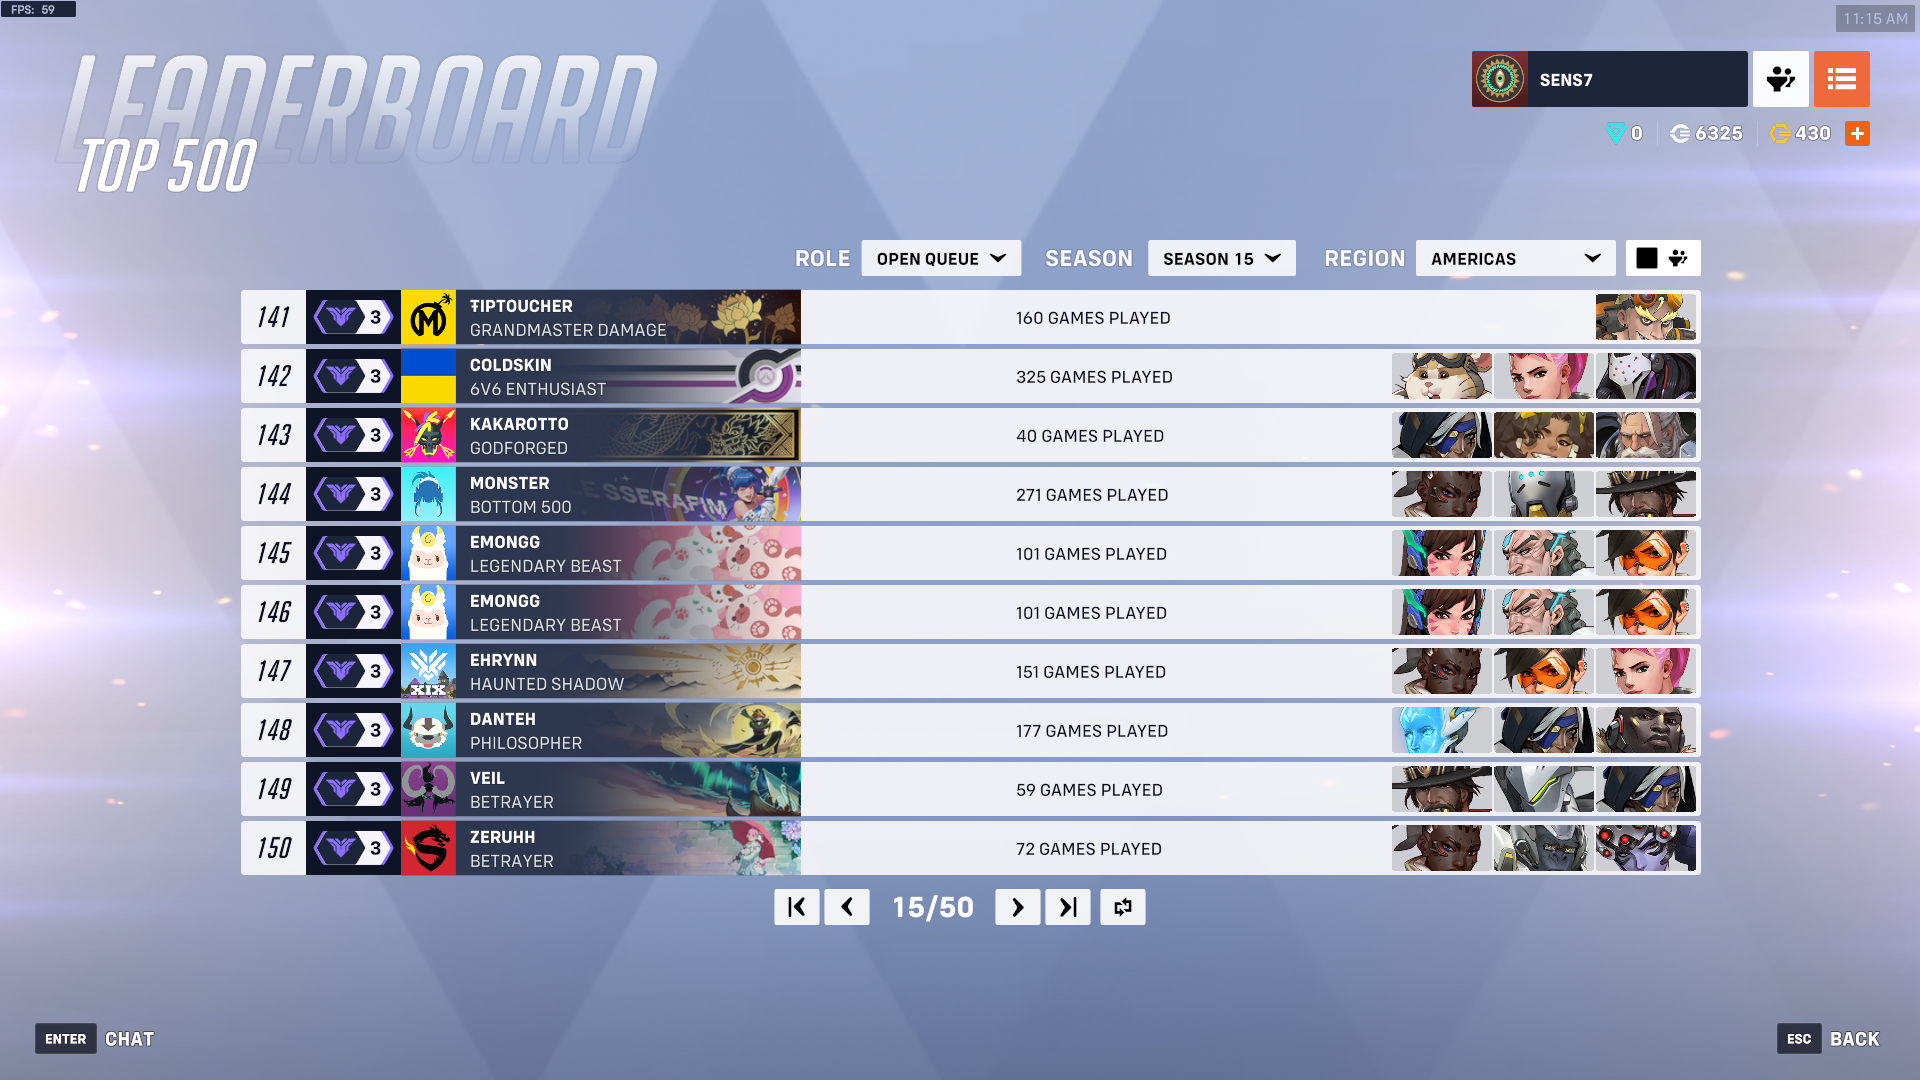 FPS: 59
11:15 AM
LEADERBOARD
TOP 500
SENS7
0 6325 430
ROLE OPEN QUEUE SEASON SEASON 15 REGION AMERICAS
141 3 ŦIPTOUCHER
GRANDMASTER DAMAGE
160 GAMES PLAYED
142 3 COLDSKIN
6V6 ENTHUSIAST
325 GAMES PLAYED
143 3 KAKAROTTO
GODFORGED
40 GAMES PLAYED
144 3 MONSTER
BOTTOM 500
E SSERAFIM
271 GAMES PLAYED
145 3 EMONGG
LEGENDARY BEAST
101 GAMES PLAYED
146 3 EMONGG
LEGENDARY BEAST
101 GAMES PLAYED
147 XIX 3 EHRYNN
HAUNTED SHADOW
151 GAMES PLAYED
148 3 DANTEH
PHILOSOPHER
177 GAMES PLAYED
149 3 VEIL
BETRAYER
59 GAMES PLAYED
150 3 ZERUHH
BETRAYER
72 GAMES PLAYED
15/50
ENTER CHAT
ESC BACK